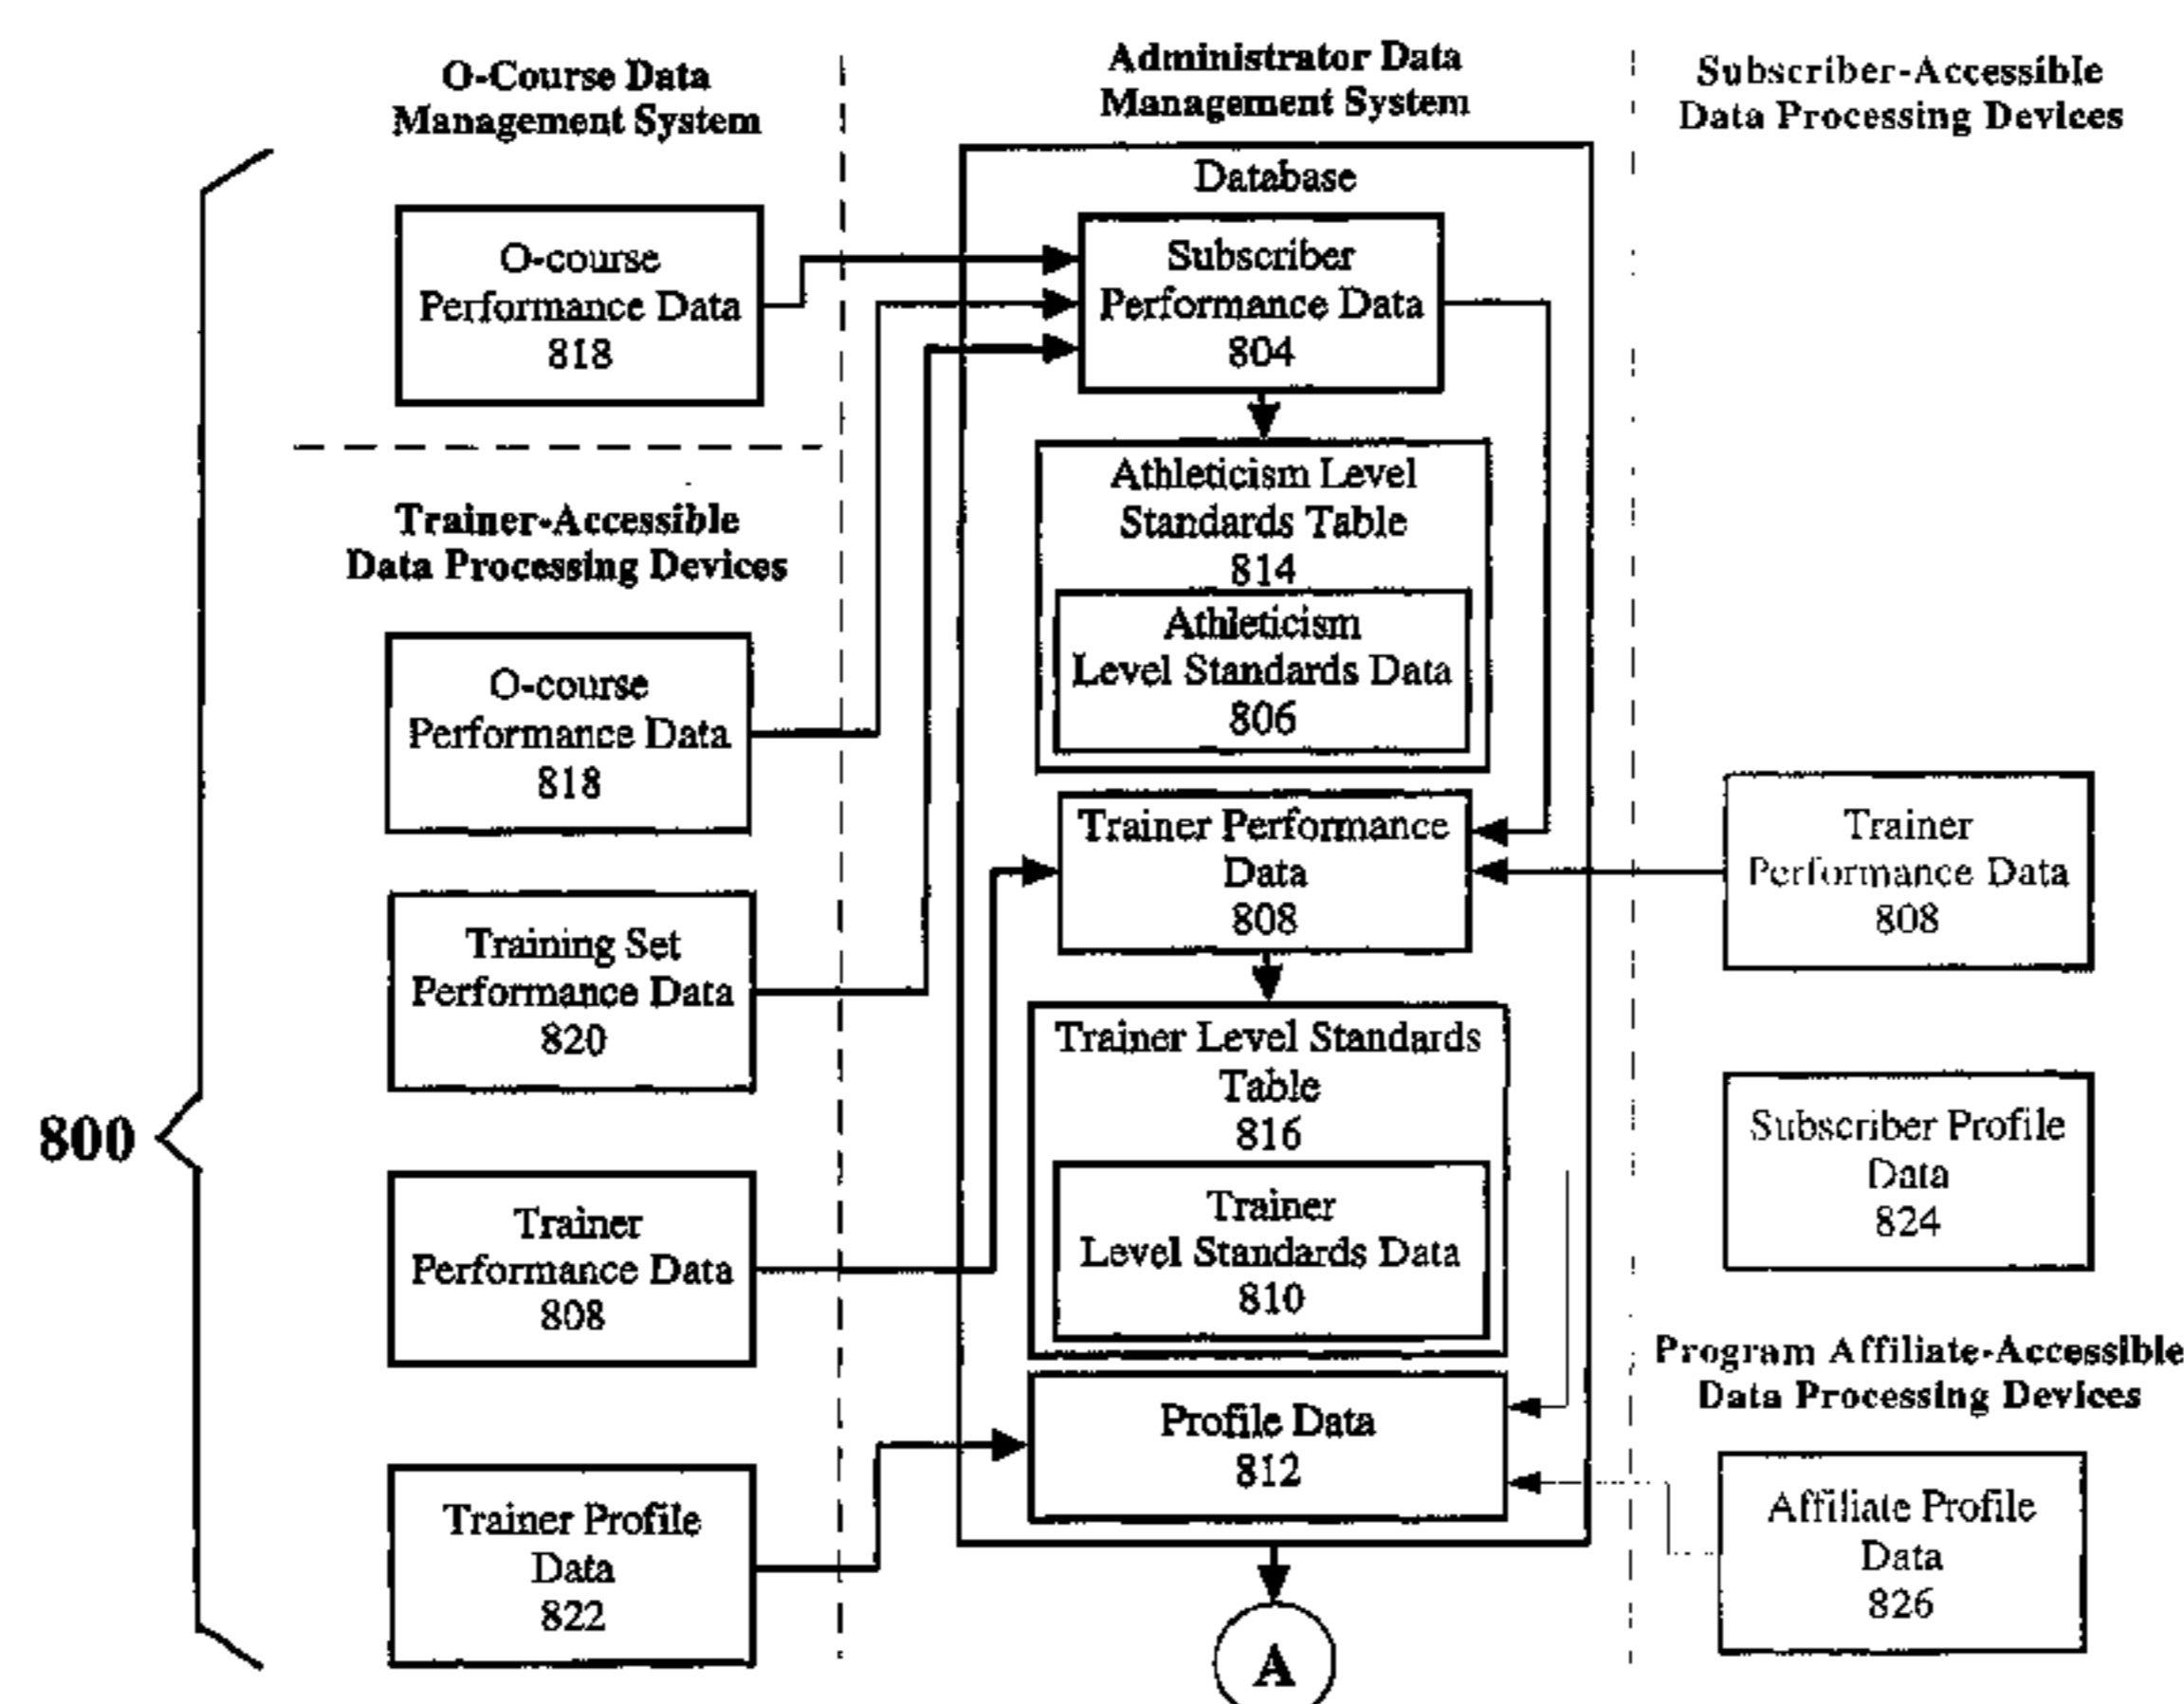 O-Course Data
Management System
O-course
Performance Data
818
Trainer-Accessible
Data Processing Devices
O-course
Performance Data
818
Training Set
Performance Data
820
Trainer
Performance Data
808
Trainer Profile
Data
822
800
Administrator Data
Management System
Database
Subscriber
Performance Data
804
Athleticism Level
Standards Table
814
Athleticism
Level Standards Data
806
Trainer Performance
Data
808
Trainer Level Standards
Table
816
Trainer
Level Standards Data
810
Profile Data
812
A
Subscriber-Accessible
Data Processing Devices
Trainer
Performance Data
808
Subscriber Profile
Data
824
Program Affiliate-Accessible
Data Processing Devices
Affiliate Profile
Data
826